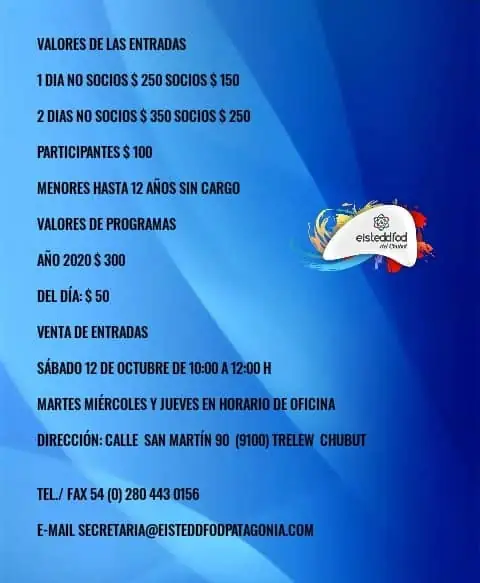 VALORES DE LAS ENTRADAS
1 DIA NO SOCIOS $ 250 SOCIOS $ 150
2 DIAS NO SOCIOS $ 350 SOCIOS $ 250
PARTICIPANTES $ 100
MENORES HASTA 12 AÑOS SIN CARGO
VALORES DE PROGRAMAS
AÑO 2020 $ 300
DEL DÍA: $ 50
VENTA DE ENTRADAS
SÁBADO 12 DE OCTUBRE DE 10:00 A 12:00 H
MARTES MIÉRCOLES Y JUEVES EN HORARIO DE OFICINA
DIRECCIÓN: CALLE SAN MARTÍN 90 (9100) TRELEW CHUBUT
TEL./ FAX 54 (0) 280 443 0156
E-MAIL SECRETARIA@EISTEDDFODPATAGONIA.COM
eisteddfod
del Chubut